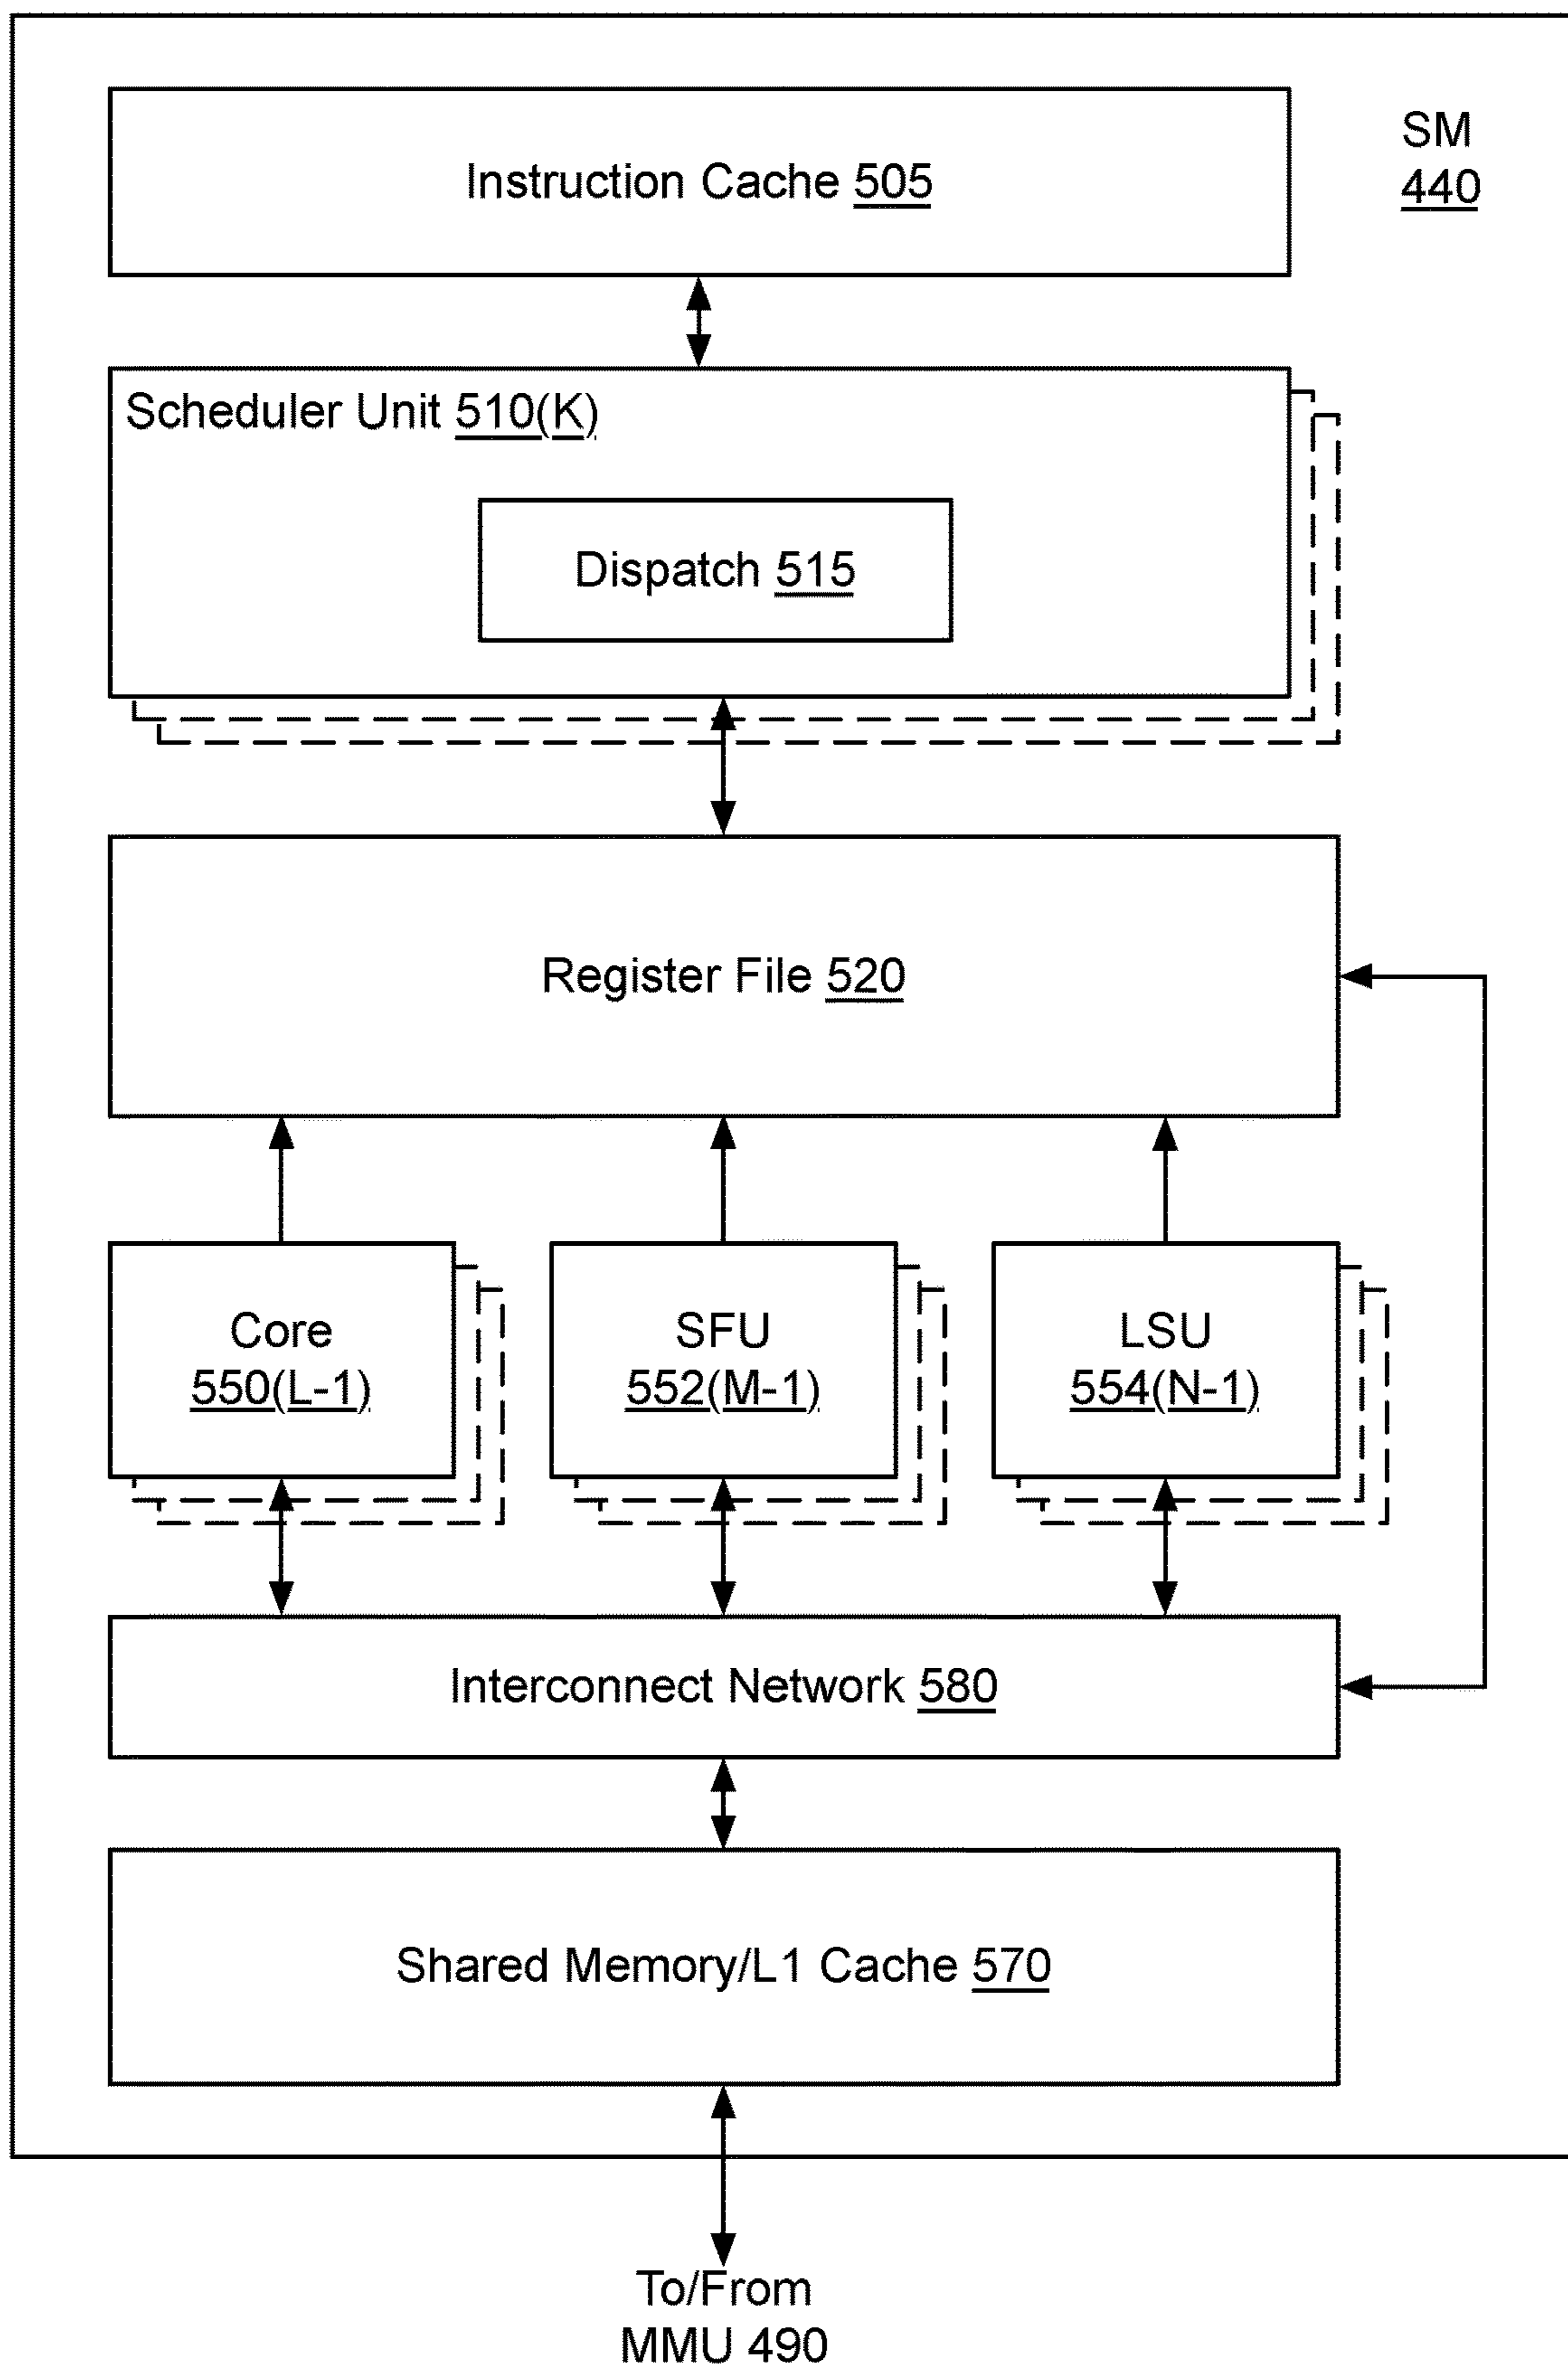 SM
440
Instruction Cache 505
Scheduler Unit 510(K)
Dispatch 515
Register File 520
Core
550(L-1)
SFU
552(M-1)
LSU
554(N-1)
Interconnect Network 580
Shared Memory/L1 Cache 570
To/From
MMU 490